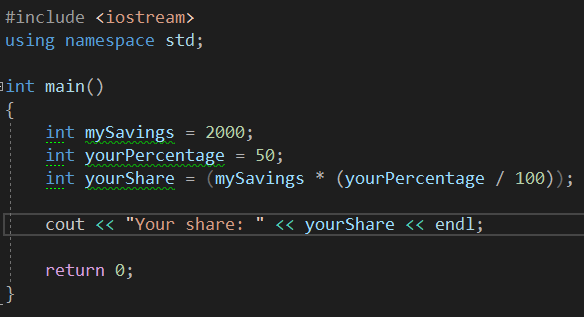 #include <iostream>
using namespace std;
int main()
{
int mySavings = 2000;
int yourPercentage = 50;
int yourShare = (mySavings * (yourPercentage / 100));
cout << "Your share: " << yourShare << endl;
return 0;
}